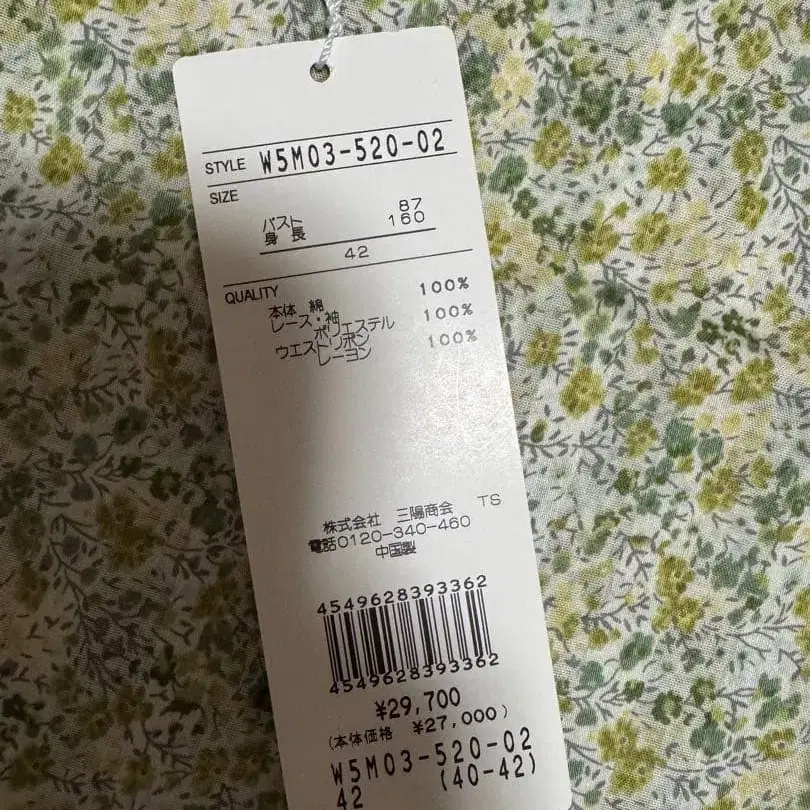 STYLE W5M03-520-02
SIZE
バスト 87
身 長 160
42
QUALITY
本体 綿 100%
レース・袖
ポリエステル 100%
ウエストリボン
レーヨン 100%
株式会社 三陽商会 TS
電話0120-340-460
中国製
4549628393362
4549628393362
¥29,700
(本体価格 ¥27,000)
W5M03-520-02
42 (40-42)